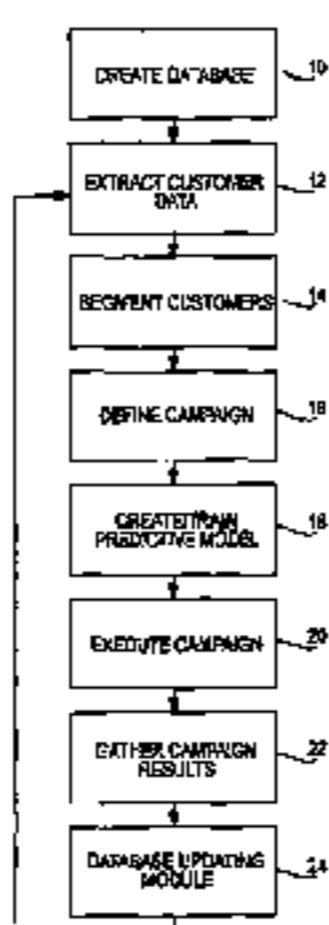 CREATE DATABASE
10
EXTRACT CUSTOMER
DATA
12
SEGMENT CUSTOMERS
14
DEFINE CAMPAIGN
16
CREATE/TRAIN
PREDICTIVE MODEL
18
EXECUTE CAMPAIGN
20
GATHER CAMPAIGN
RESULTS
22
DATABASE UPDATING
MODULE
24